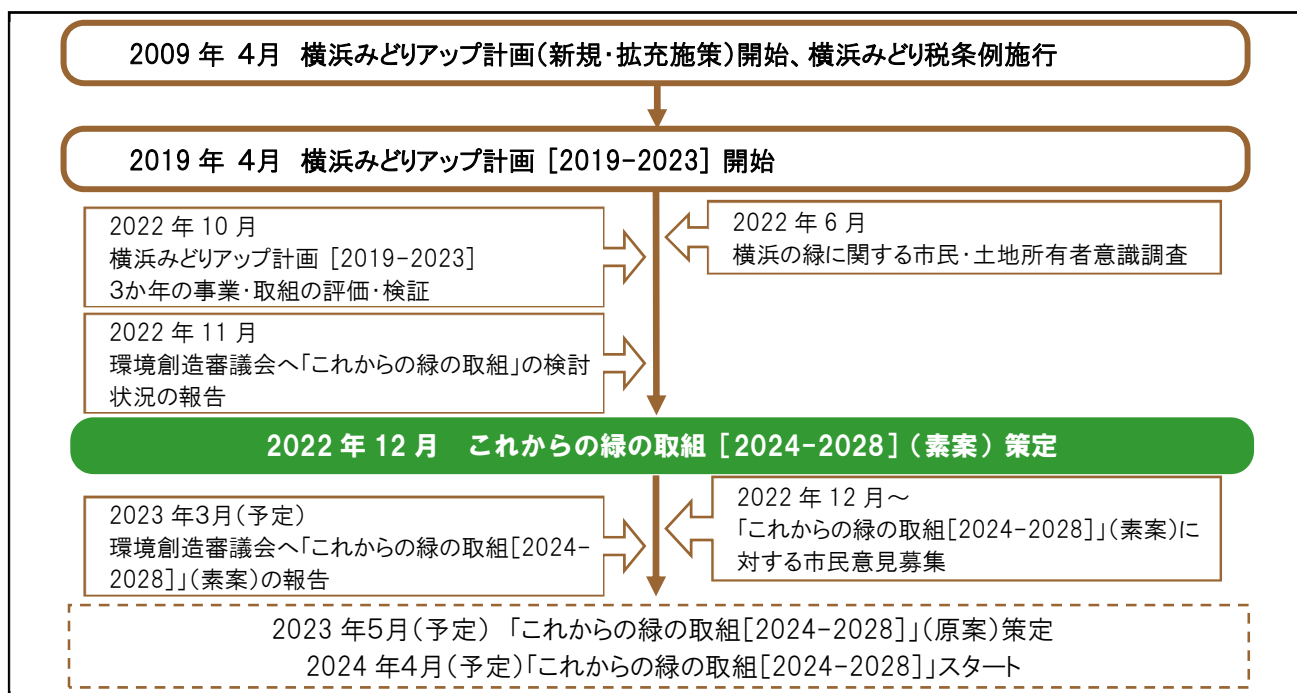 2009 年 4月 横浜みどりアップ計画(新規・拡充施策)開始、横浜みどり税条例施行
2019 年 4月 横浜みどりアップ計画 [2019-2023] 開始
2022 年 6 月
横浜の緑に関する市民・土地所有者意識調査
2022 年 10 月
横浜みどりアップ計画 [2019-2023]
3か年の事業・取組の評価・検証
2022 年 11 月
環境創造審議会へ「これからの緑の取組」の検討
状況の報告
2022 年 12 月 これからの緑の取組 [2024-2028] (素案) 策定
2022 年 12 月～
「これからの緑の取組[2024-2028]」(素案)に
対する市民意見募集
2023 年3月(予定)
環境創造審議会へ「これからの緑の取組[2024-
2028]」(素案)の報告
2023 年5月(予定) 「これからの緑の取組[2024-2028]」(原案)策定
2024 年4月(予定)「これからの緑の取組[2024-2028]」スタート